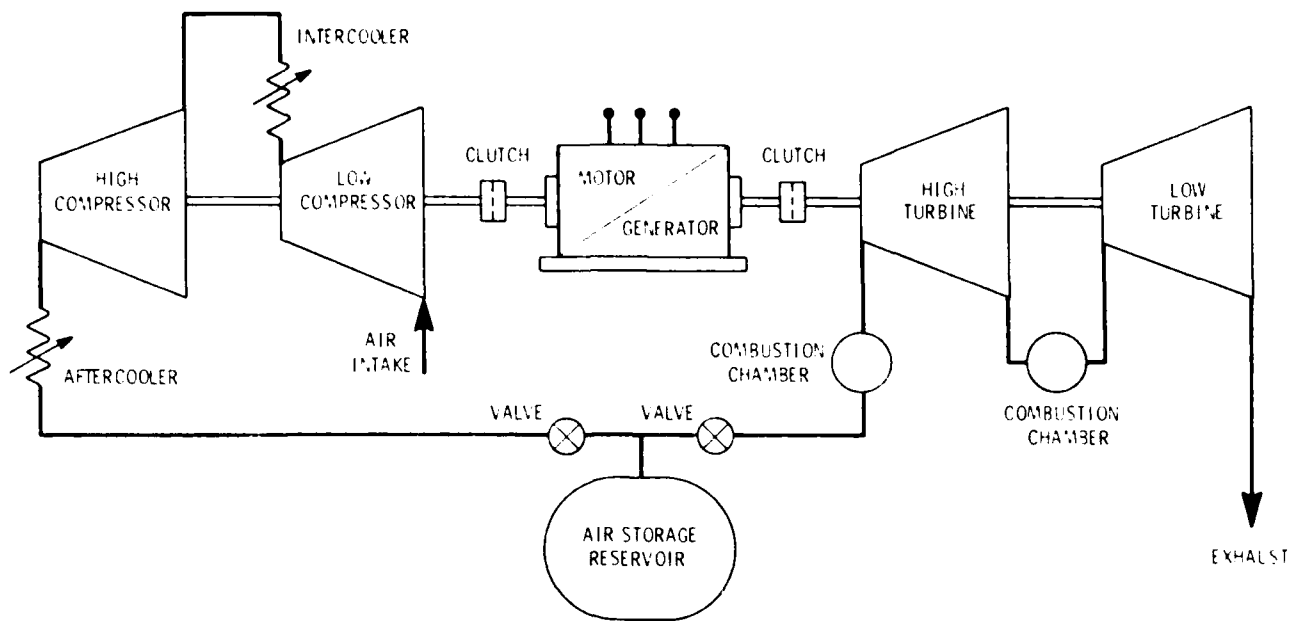 INTERCOOLER
HIGH
COMPRESSOR
LOW
COMPRESSOR
CLUTCH
MOTOR
GENERATOR
CLUTCH
HIGH
TURBINE
LOW
TURBINE
AIR
INTAKE
AFTERCOOLER
COMBUSTION
CHAMBER
COMBUSTION
CHAMBER
VALVE
VALVE
AIR STORAGE
RESERVOIR
EXHAUST